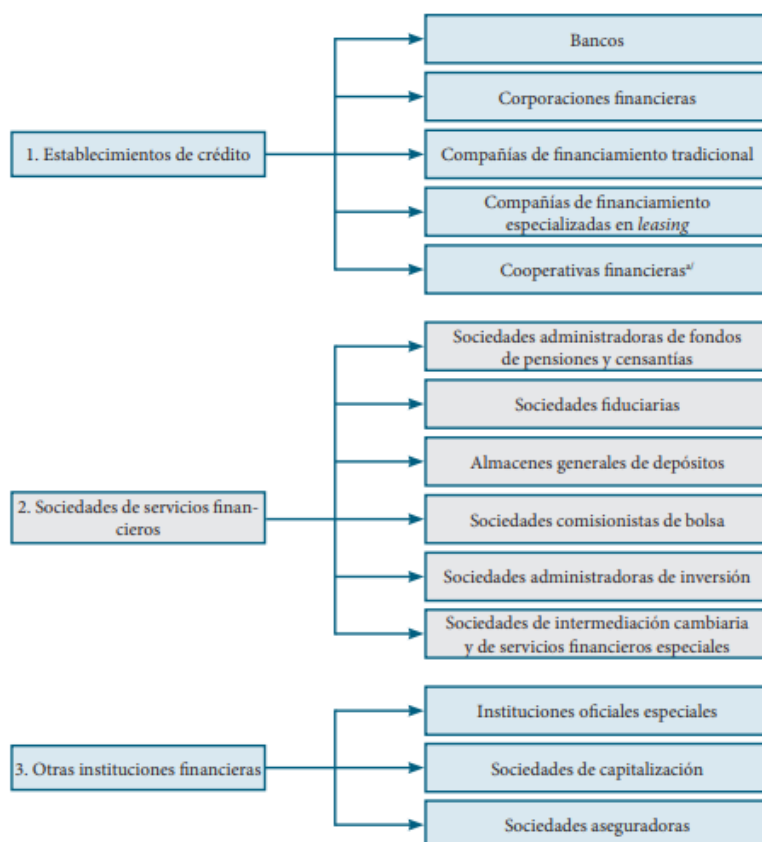 Bancos
Corporaciones financieras
1. Establecimientos de crédito
Compañías de financiamiento tradicional
Compañías de financiamiento
especializadas en leasing
Cooperativas financierasᵃ/
Sociedades administradoras de fondos
de pensiones y censantías
Sociedades fiduciarias
Almacenes generales de depósitos
2. Sociedades de servicios finan-
cieros
Sociedades comisionistas de bolsa
Sociedades administradoras de inversión
Sociedades de intermediación cambiaria
y de servicios financieros especiales
Instituciones oficiales especiales
3. Otras instituciones financieras
Sociedades de capitalización
Sociedades aseguradoras